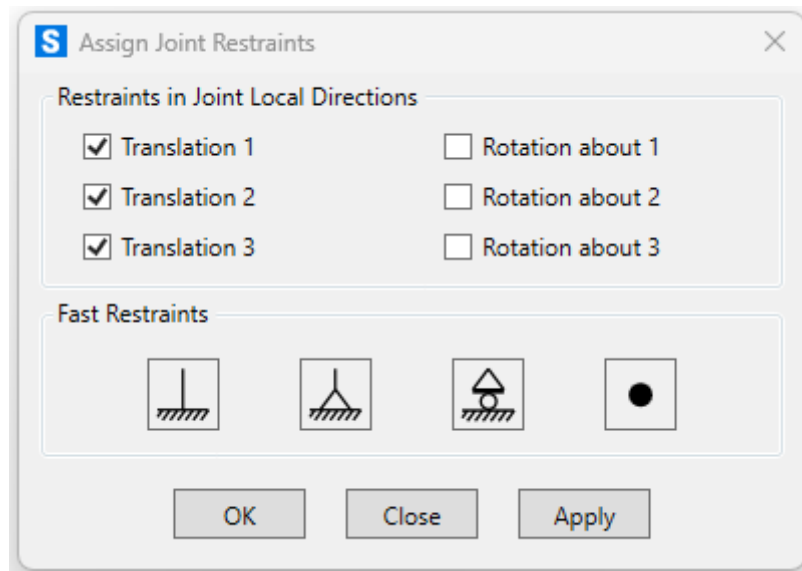 S Assign Joint Restraints
Restraints in Joint Local Directions
Translation 1 Rotation about 1
Translation 2 Rotation about 2
Translation 3 Rotation about 3
Fast Restraints
OK Close Apply